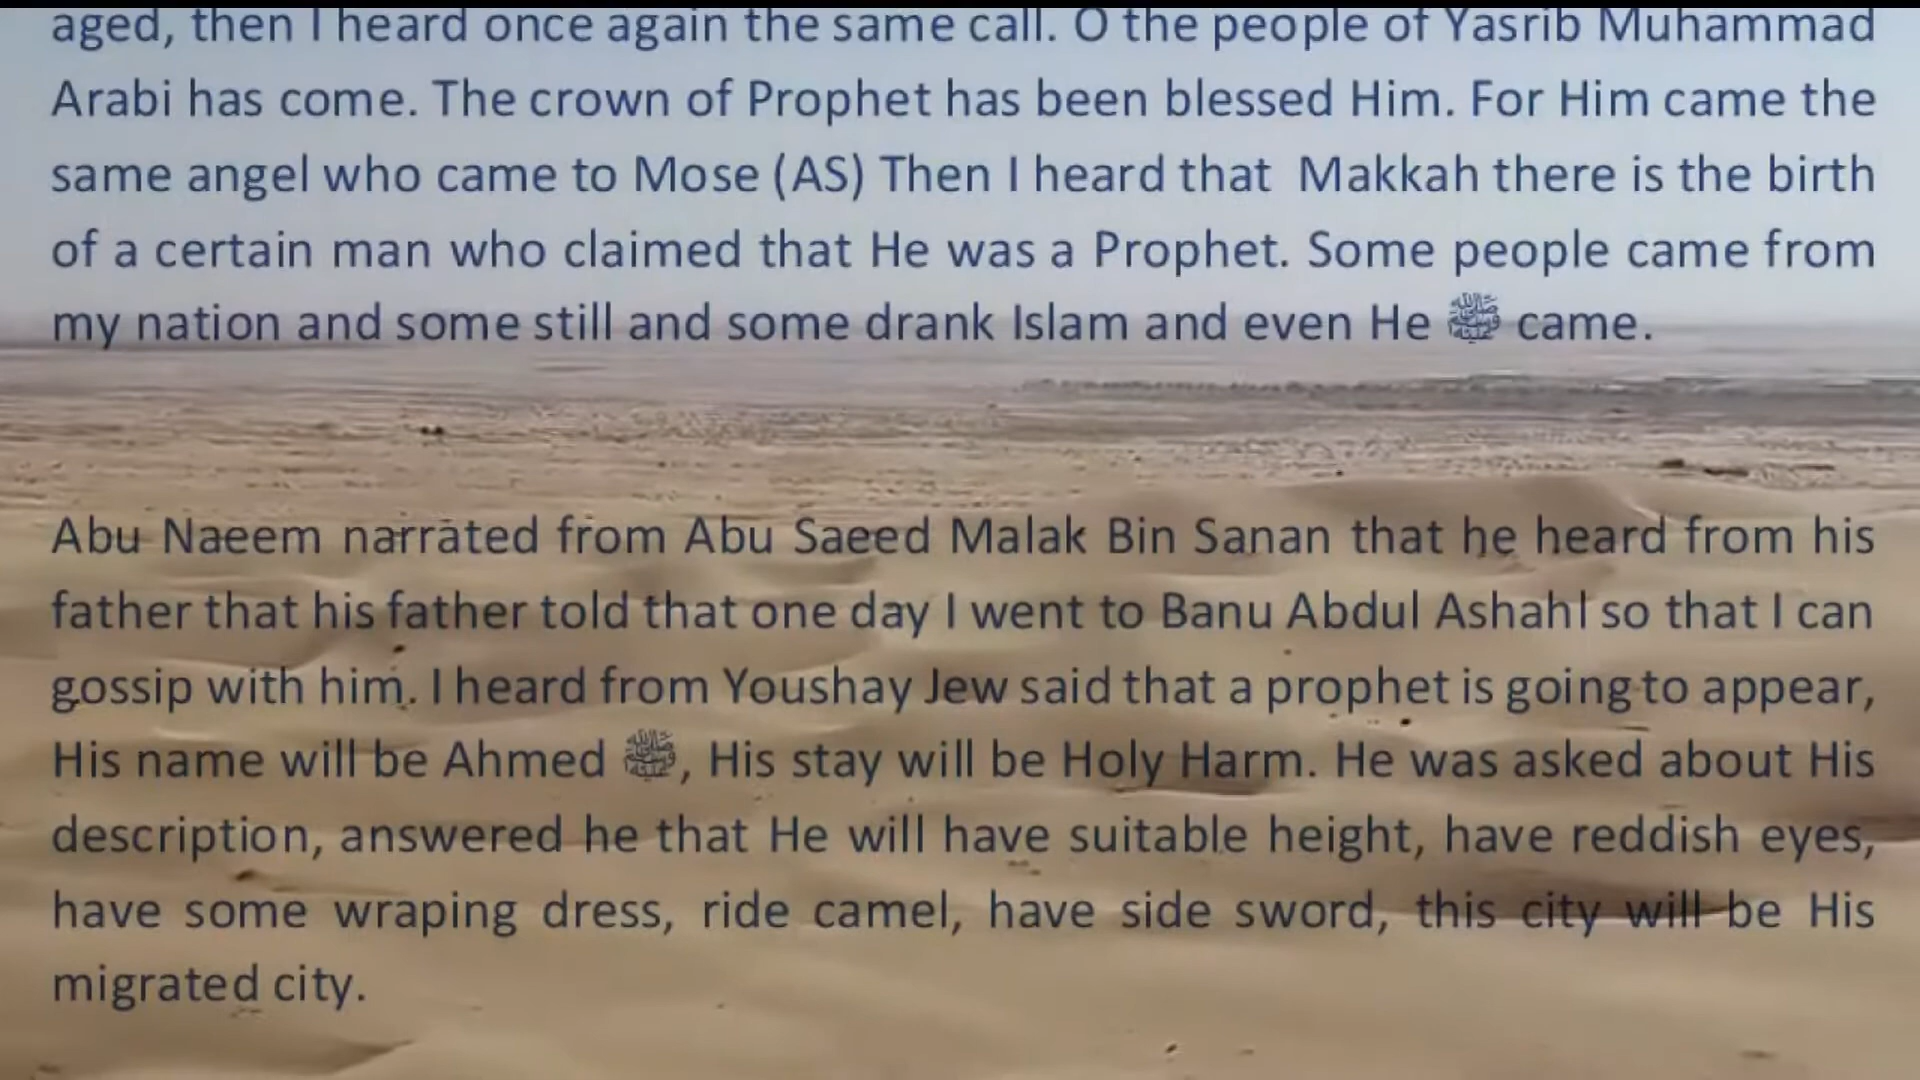 aged, then I heard once again the same call. O the people of Yasrib Muhammad
Arabi has come. The crown of Prophet has been blessed Him. For Him came the
same angel who came to Mose (AS) Then I heard that Makkah there is the birth
of a certain man who claimed that He was a Prophet. Some people came from
my nation and some still and some drank Islam and even He ﷺ came.
Abu Naeem narrated from Abu Saeed Malak Bin Sanan that he heard from his
father that his father told that one day I went to Banu Abdul Ashahl so that I can
gossip with him. I heard from Youshay Jew said that a prophet is going to appear,
His name will be Ahmed ﷺ, His stay will be Holy Harm. He was asked about His
description, answered he that He will have suitable height, have reddish eyes,
have some wraping dress, ride camel, have side sword, this city will be His
migrated city.